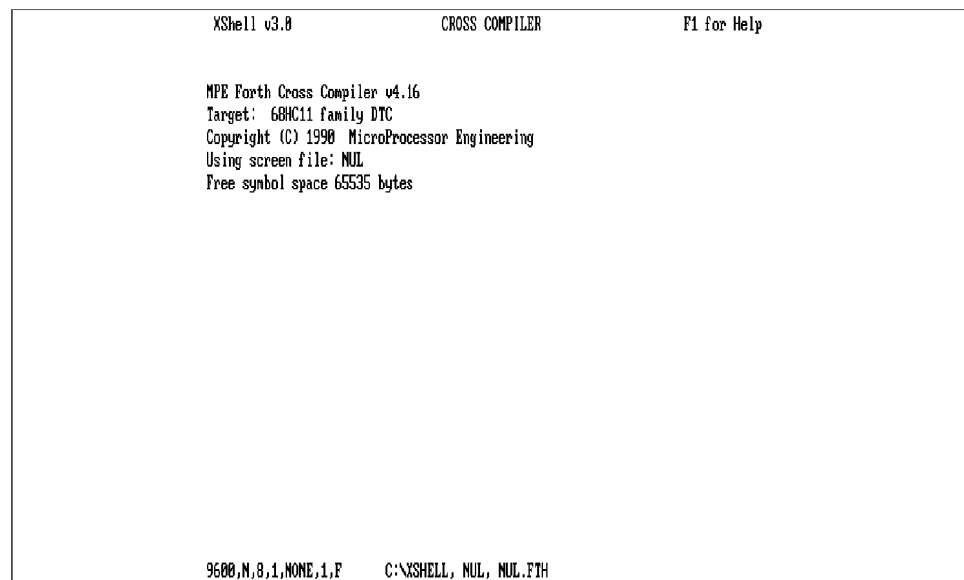 XShell v3.0 CROSS COMPILER F1 for Help
MPE Forth Cross Compiler v4.16
Target: 68HC11 family DTC
Copyright (C) 1990 MicroProcessor Engineering
Using screen file: NUL
Free symbol space 65535 bytes
9600,N,8,1,NONE,1,F C:\XSHELL, NUL, NUL.FTH